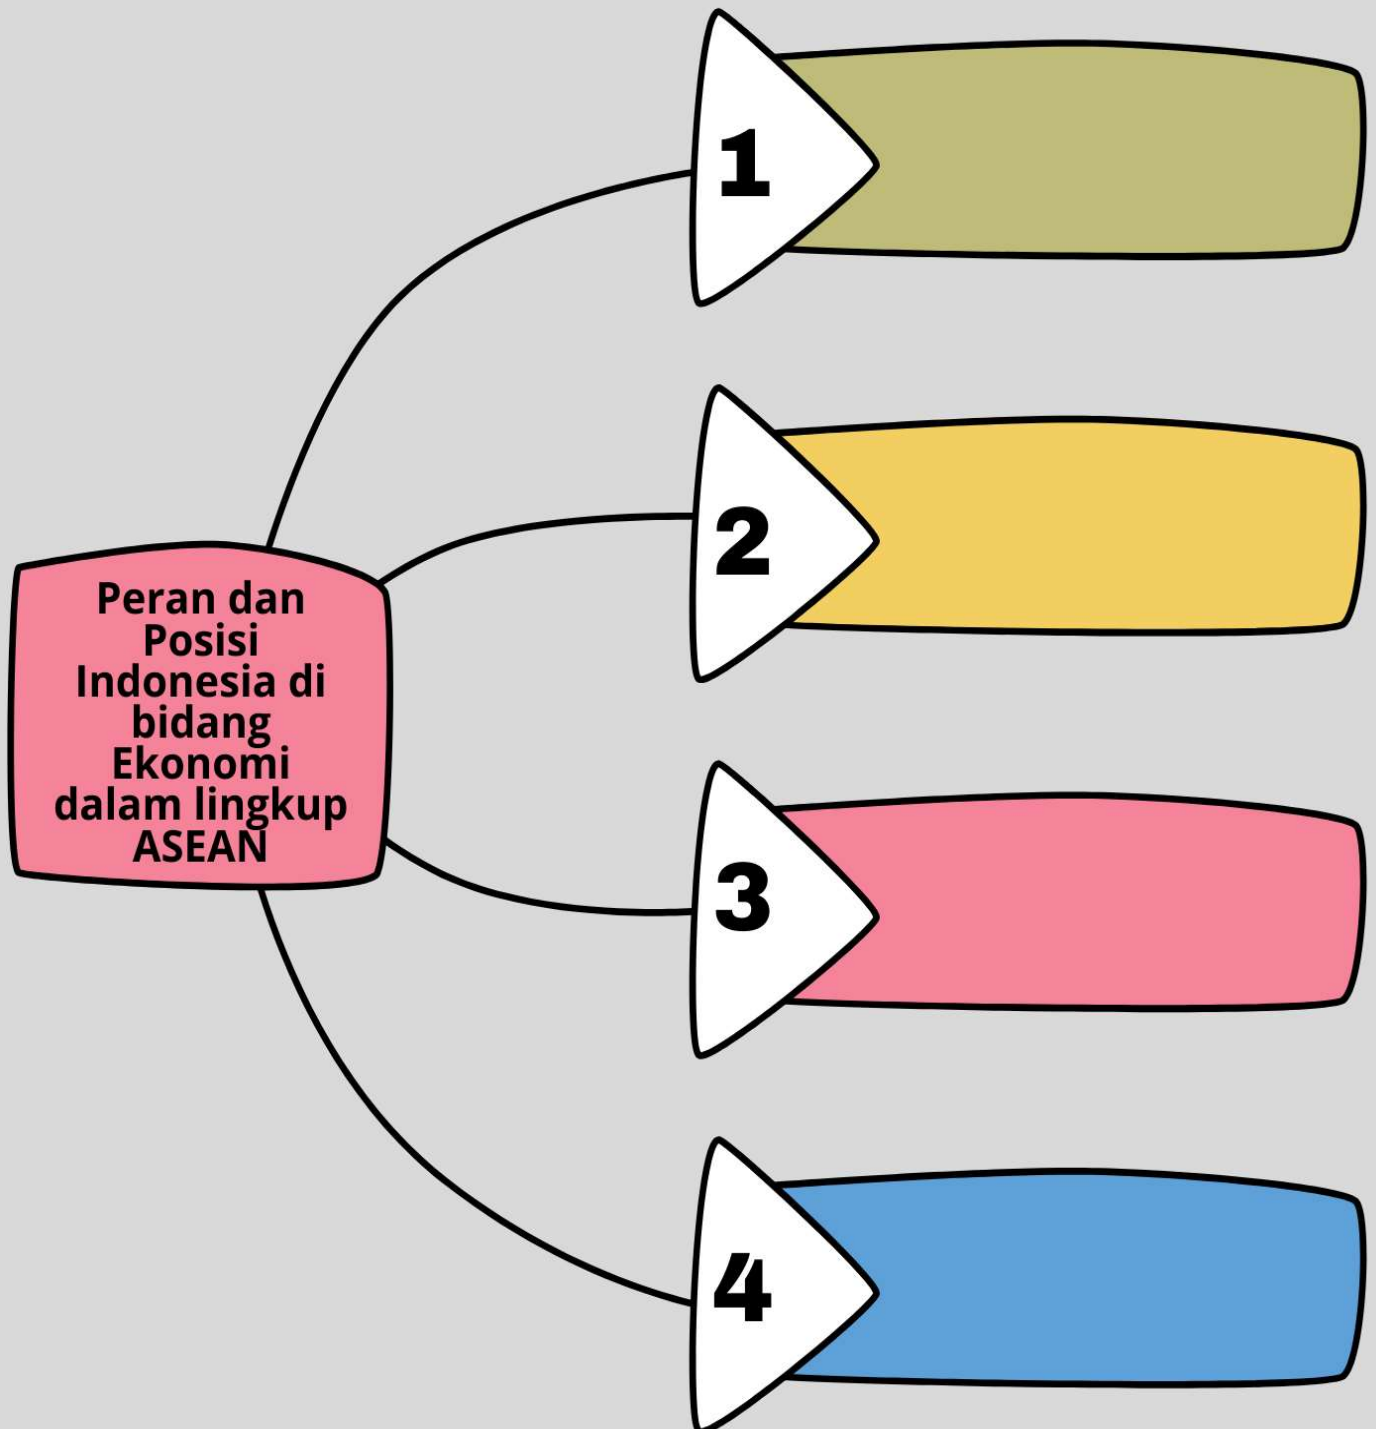 Peran dan
Posisi
Indonesia di
bidang
Ekonomi
dalam lingkup
ASEAN
1
2
3
4